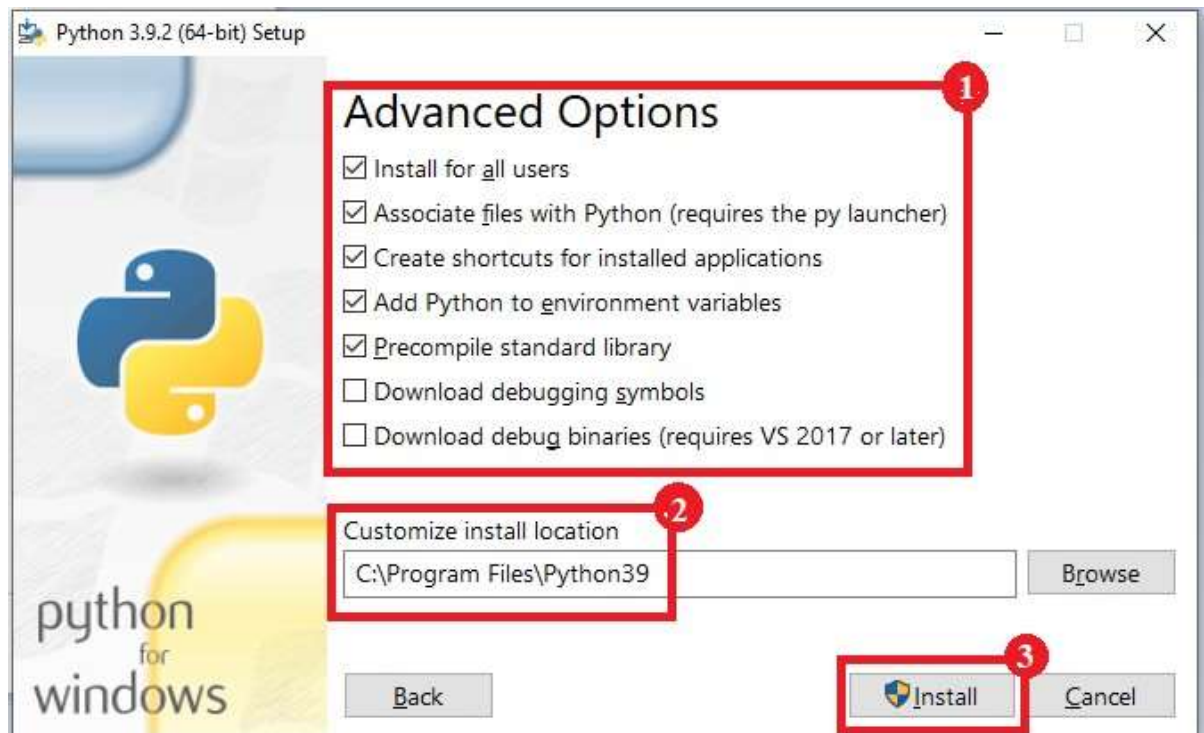 Python 3.9.2 (64-bit) Setup
1
Advanced Options
Install for all users
Associate files with Python (requires the py launcher)
Create shortcuts for installed applications
Add Python to environment variables
Precompile standard library
Download debugging symbols
Download debug binaries (requires VS 2017 or later)
.2
Customize install location
C:\Program Files\Python39
Browse
python
for
windows
3
Back
Install
Cancel